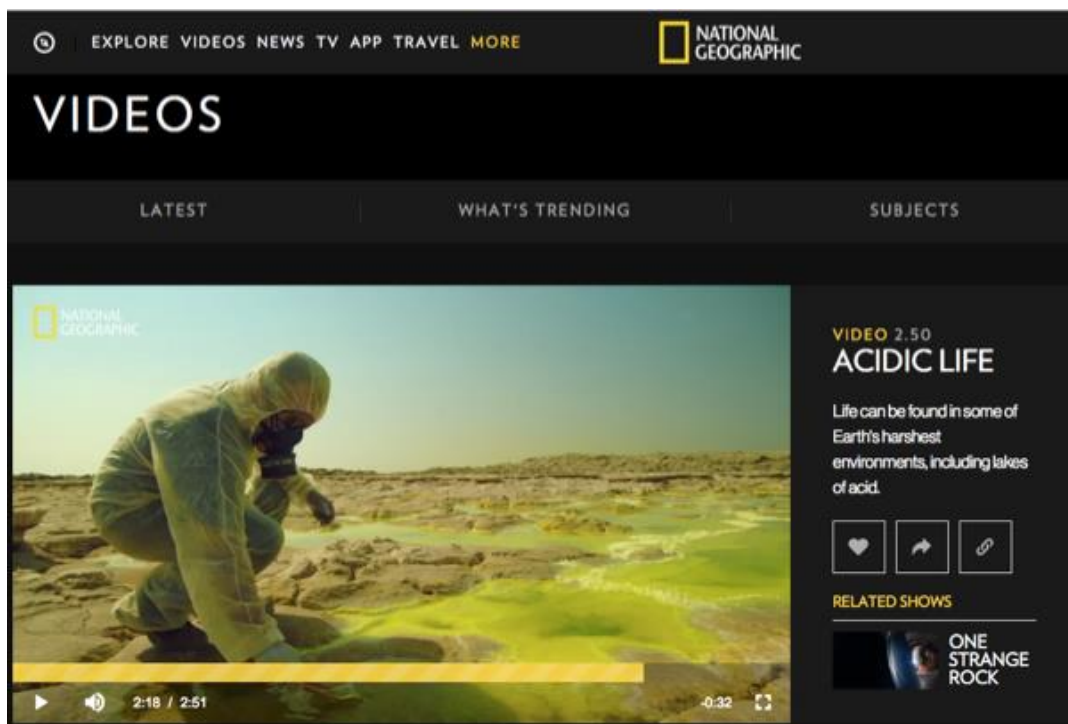 EXPLORE VIDEOS NEWS TV APP TRAVEL MORE
NATIONAL
GEOGRAPHIC
VIDEOS
LATEST
WHAT'S TRENDING
SUBJECTS
NATIONAL
GEOGRAPHIC
VIDEO 2.50
ACIDIC LIFE
Life can be found in some of
Earth's harshest
environments, including lakes
of acid.
RELATED SHOWS
ONE
STRANGE
ROCK
2:18 / 2:51
-0:32